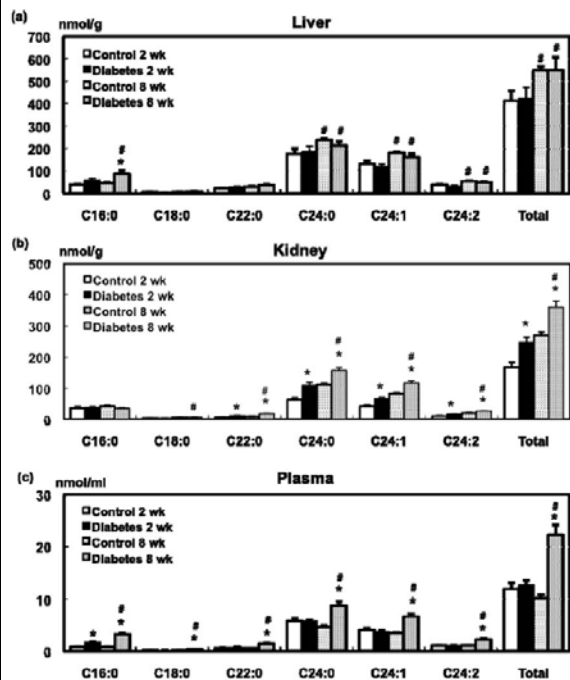 (a) nmol/g Liver
700
Control 2 wk
600
Diabetes 2 wk
500
Control 8 wk
400
Diabetes 8 wk
300
200
100
0
# # # # # # # # #
*
C16:0 C18:0 C22:0 C24:0 C24:1 C24:2 Total
(b) nmol/g Kidney
500
Control 2 wk
400
Diabetes 2 wk
Control 8 wk
300
Diabetes 8 wk
200
100
0
# # # # # #
* * * * * * * * * *
C16:0 C18:0 C22:0 C24:0 C24:1 C24:2 Total
(c) nmol/ml Plasma
30
Control 2 wk
Diabetes 2 wk
20
Control 8 wk
Diabetes 8 wk
10
0
# # # # # # #
* * * * * * * *
C16:0 C18:0 C22:0 C24:0 C24:1 C24:2 Total